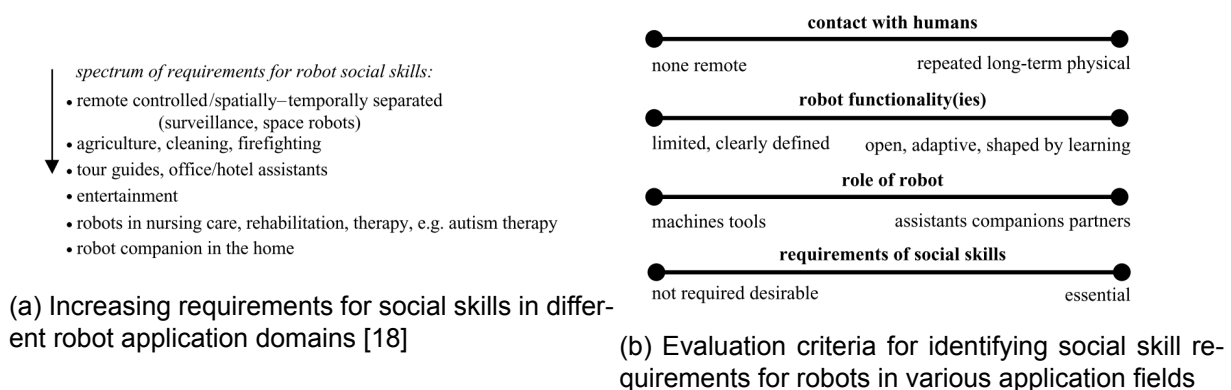 spectrum of requirements for robot social skills:
• remote controlled/spatially–temporally separated
(surveillance, space robots)
• agriculture, cleaning, firefighting
• tour guides, office/hotel assistants
• entertainment
• robots in nursing care, rehabilitation, therapy, e.g. autism therapy
• robot companion in the home
(a) Increasing requirements for social skills in differ-
ent robot application domains [18]
contact with humans
none remote repeated long-term physical
robot functionality(ies)
limited, clearly defined open, adaptive, shaped by learning
role of robot
machines tools assistants companions partners
requirements of social skills
not required desirable essential
(b) Evaluation criteria for identifying social skill re-
quirements for robots in various application fields